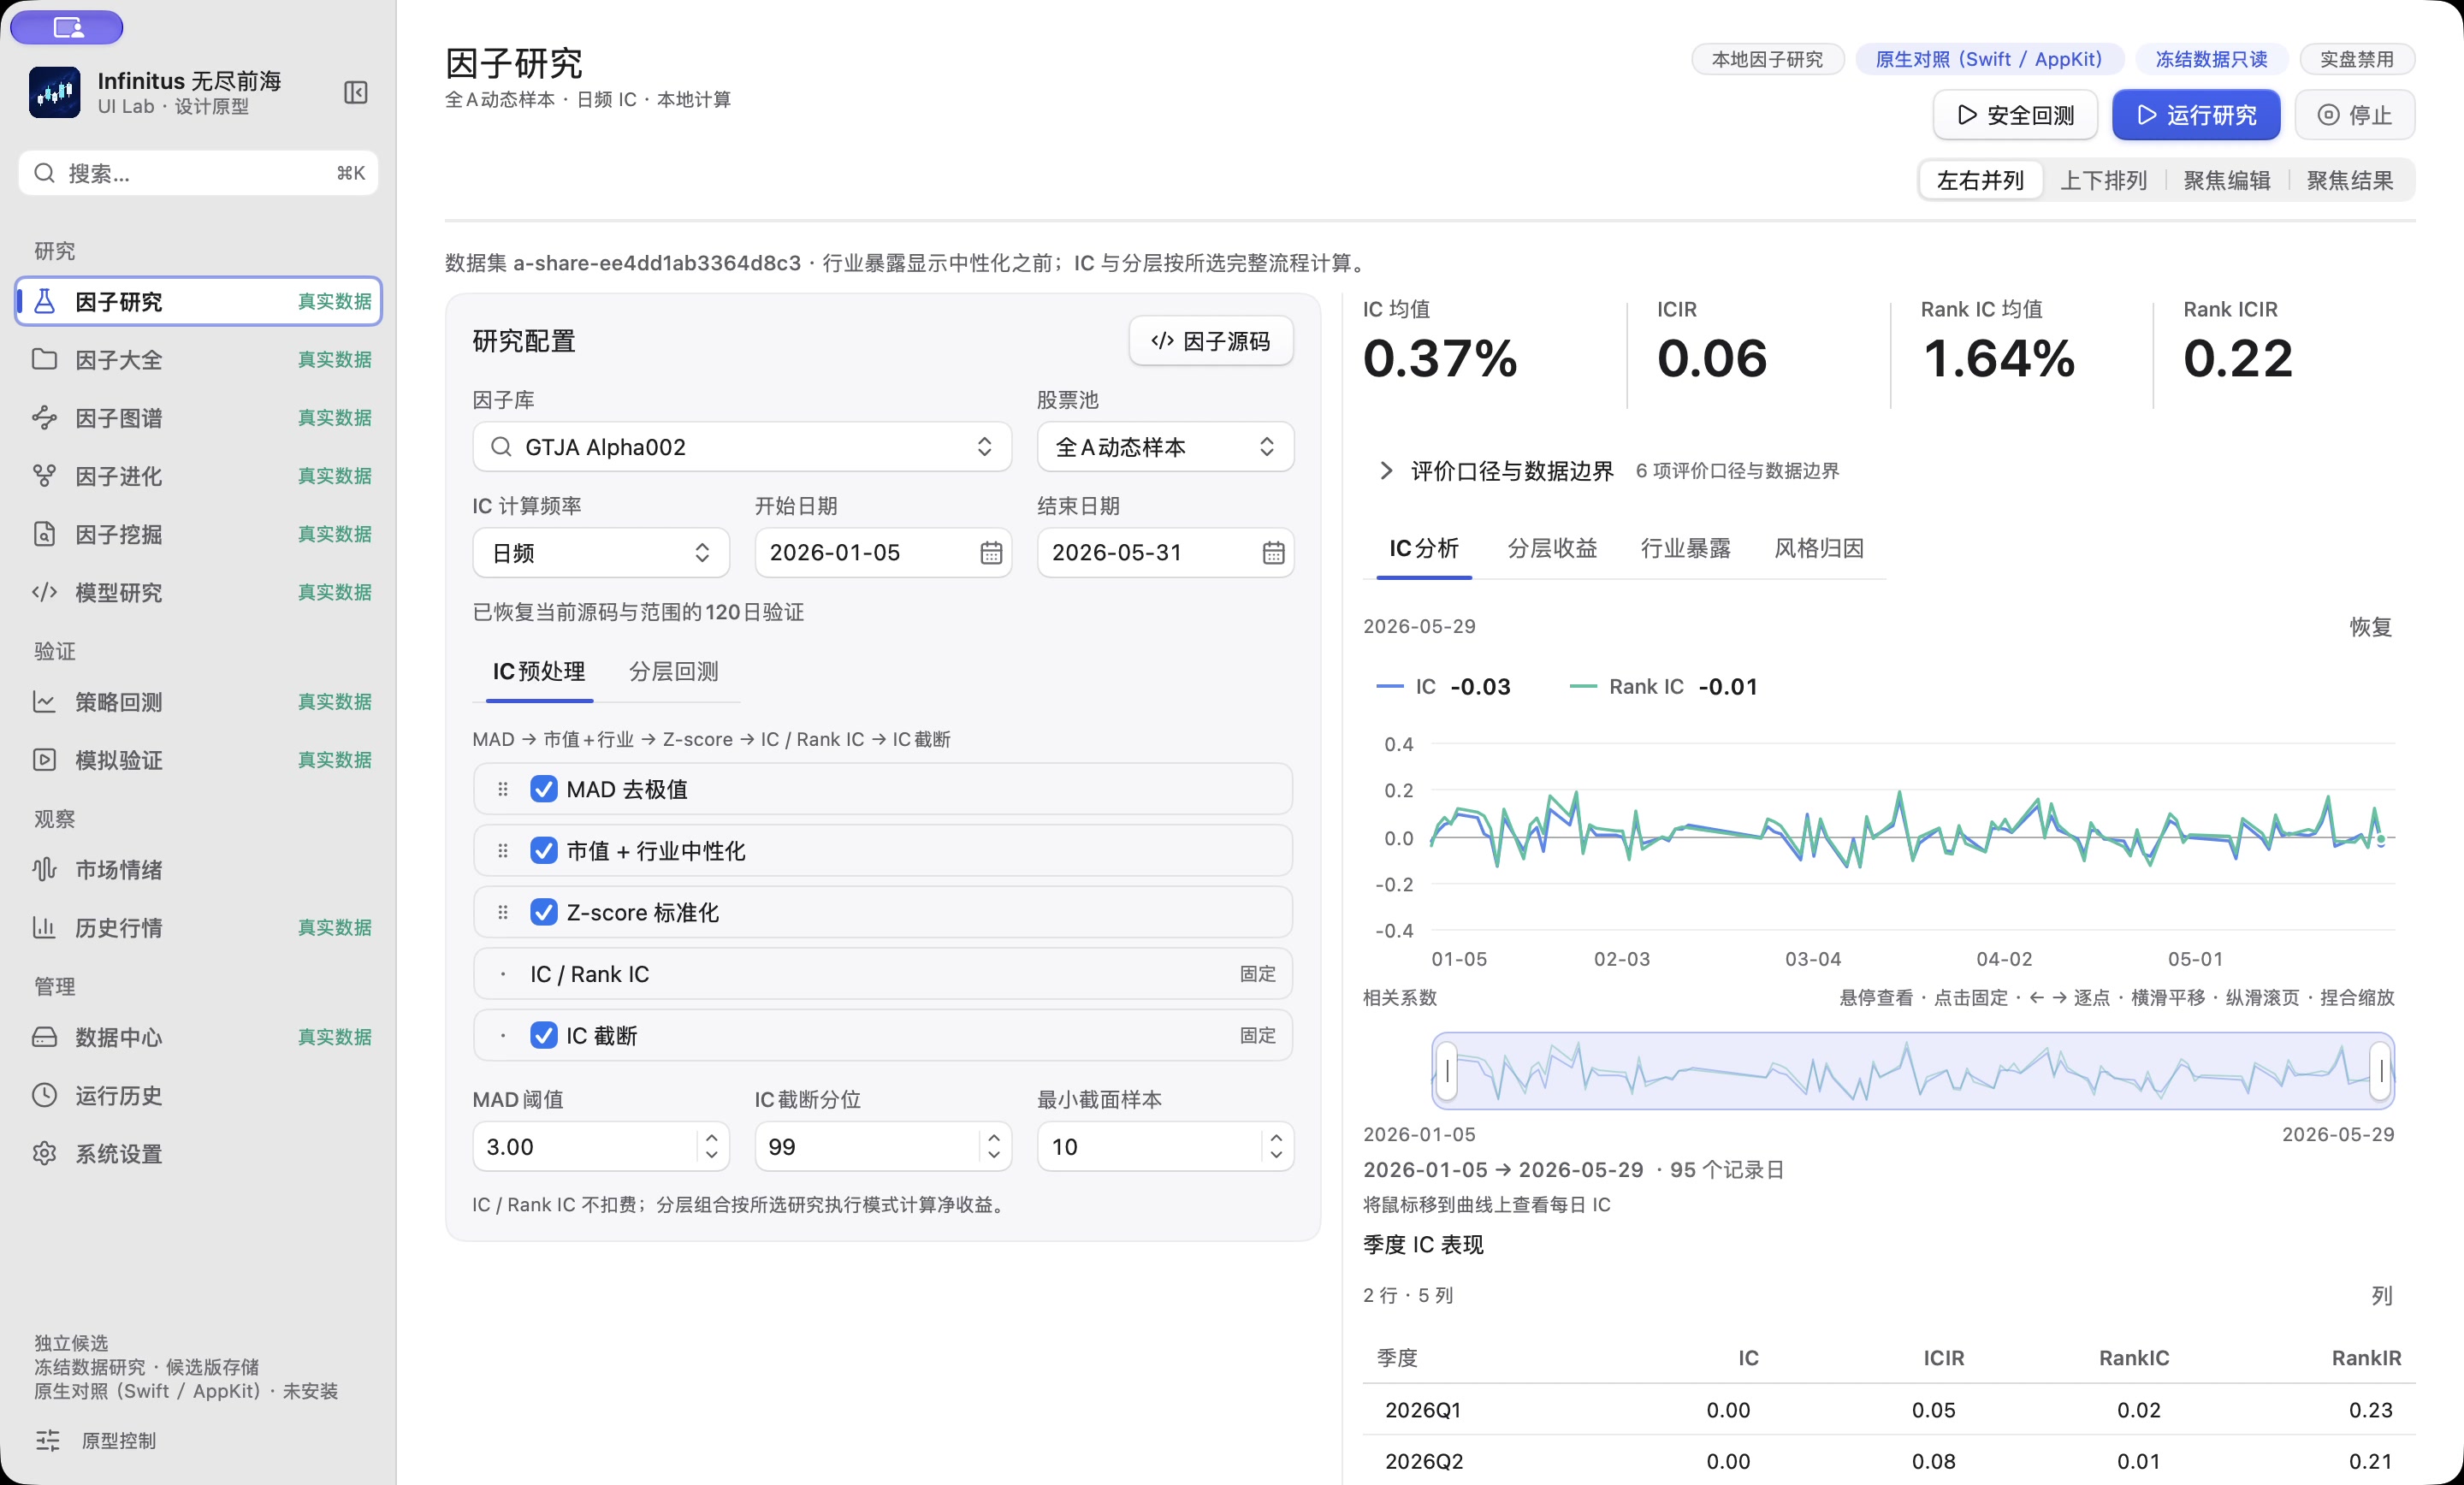 Infinitus 无尽前海
UI Lab · 设计原型
搜索... ⌘K
研究
因子研究 真实数据
因子大全 真实数据
因子图谱 真实数据
因子进化 真实数据
因子挖掘 真实数据
模型研究 真实数据
验证
策略回测 真实数据
模拟验证 真实数据
观察
市场情绪
历史行情 真实数据
管理
数据中心 真实数据
运行历史
系统设置
独立候选
冻结数据研究 · 候选版存储
原生对照 (Swift / AppKit) · 未安装
原型控制
因子研究
全A动态样本 · 日频 IC · 本地计算
本地因子研究 原生对照 (Swift / AppKit) 冻结数据只读 实盘禁用
安全回测 运行研究 停止
左右并列 上下排列 聚焦编辑 聚焦结果
数据集 a-share-ee4dd1ab3364d8c3 · 行业暴露显示中性化之前；IC 与分层按所选完整流程计算。
研究配置 </> 因子源码
因子库 股票池
GTJA Alpha002 全A动态样本
IC 计算频率 开始日期 结束日期
日频 2026-01-05 2026-05-31
已恢复当前源码与范围的120日验证
IC预处理 分层回测
MAD → 市值+行业 → Z-score → IC / Rank IC → IC截断
MAD 去极值
市值 + 行业中性化
Z-score 标准化
· IC / Rank IC 固定
· IC 截断 固定
MAD阈值 IC截断分位 最小截面样本
3.00 99 10
IC / Rank IC 不扣费；分层组合按所选研究执行模式计算净收益。
IC 均值 ICIR Rank IC 均值 Rank ICIR
0.37% 0.06 1.64% 0.22
评价口径与数据边界 6 项评价口径与数据边界
IC分析 分层收益 行业暴露 风格归因
2026-05-29 恢复
IC -0.03 Rank IC -0.01
0.4
0.2
0.0
-0.2
-0.4
01-05 02-03 03-04 04-02 05-01
相关系数 悬停查看 · 点击固定 · ← → 逐点 · 横滑平移 · 纵滑滚页 · 捏合缩放
2026-01-05 2026-05-29
2026-01-05 → 2026-05-29 · 95 个记录日
将鼠标移到曲线上查看每日 IC
季度 IC 表现
2 行 · 5 列 列
季度 IC ICIR RankIC RankIR
2026Q1 0.00 0.05 0.02 0.23
2026Q2 0.00 0.08 0.01 0.21